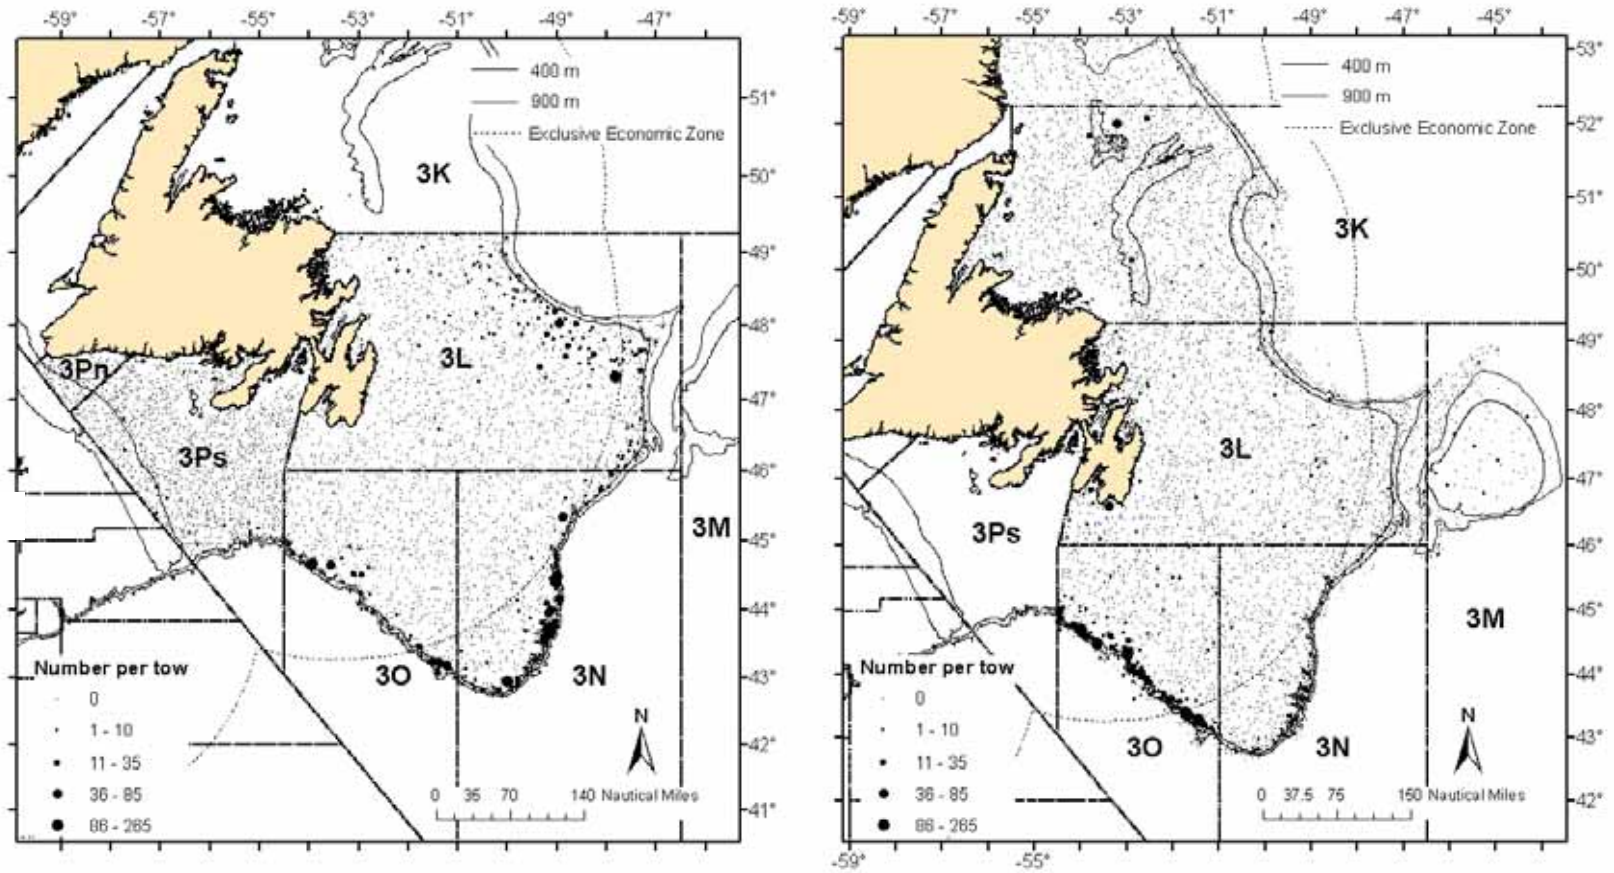 -59° -57° -55° -53° -51° -49° -47°
400 m
900 m
Exclusive Economic Zone
51°
50°
49°
48°
47°
46°
45°
44°
43°
42°
41°
3K
3L
3Pn
3Ps
3M
3O
3N
Number per tow
0
1 - 10
11 - 35
36 - 85
86 - 265
N
0 35 70 140 Nautical Miles
-59° -57° -55° -53° -51° -49° -47° -45°
400 m
900 m
Exclusive Economic Zone
53°
52°
51°
50°
49°
48°
47°
46°
45°
44°
43°
42°
3K
3L
3Ps
3M
3O
3N
Number per tow
0
1 - 10
11 - 35
36 - 85
86 - 265
N
0 37.5 75 150 Nautical Miles
-59° -55°